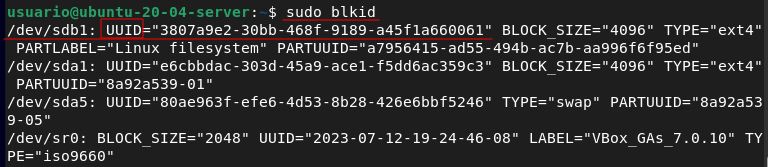 usuario@ubuntu-20-04-server:~$ sudo blkid
/dev/sdb1: UUID="3807a9e2-30bb-468f-9189-a45f1a660061" BLOCK_SIZE="4096" TYPE="ext4"
PARTLABEL="Linux filesystem" PARTUUID="a7956415-ad55-494b-ac7b-aa996f6f95ed"
/dev/sda1: UUID="e6cbbdac-303d-45a9-ace1-f5dd6ac359c3" BLOCK_SIZE="4096" TYPE="ext4"
PARTUUID="8a92a539-01"
/dev/sda5: UUID="80ae963f-efe6-4d53-8b28-426e6bbf5246" TYPE="swap" PARTUUID="8a92a53
9-05"
/dev/sr0: BLOCK_SIZE="2048" UUID="2023-07-12-19-24-46-08" LABEL="VBox_GAs_7.0.10" TY
PE="iso9660"